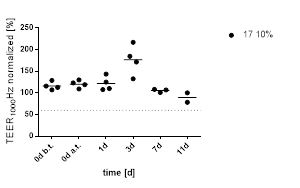 TEER1000Hz normalized [%]
250
200
150
100
50
0
0d b.t.
0d a.t.
1d
3d
7d
11d
time [d]
17 10%